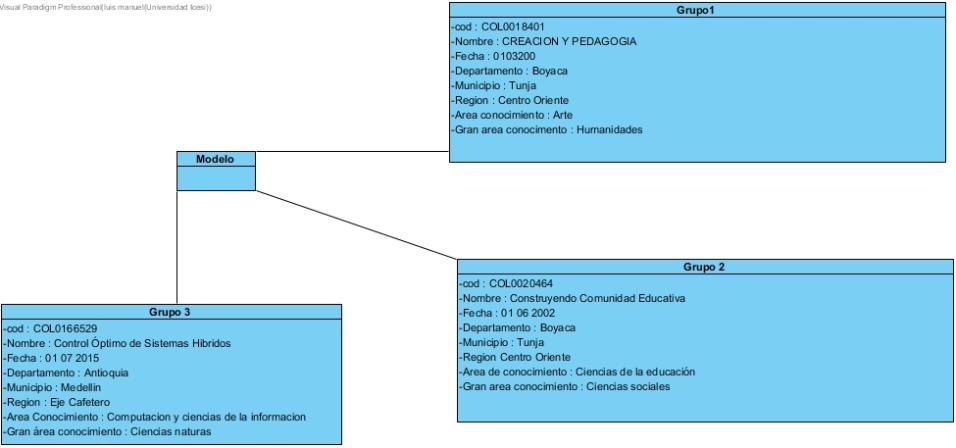 Visual Paradigm Professional(luis manuel(Universidad Icesi))
Grupo1
-cod : COL0018401
-Nombre : CREACION Y PEDAGOGIA
-Fecha : 0103200
-Departamento : Boyaca
-Municipio : Tunja
-Region : Centro Oriente
-Area conocimiento : Arte
-Gran area conocimento : Humanidades
Modelo
Grupo 2
-cod : COL0020464
-Nombre : Construyendo Comunidad Educativa
-Fecha : 01 06 2002
-Departamento : Boyaca
-Municipio : Tunja
-Region Centro Oriente
-Area de conocimiento : Ciencias de la educación
-Gran area conocimiento : Ciencias sociales
Grupo 3
-cod : COL0166529
-Nombre : Control Óptimo de Sistemas Hibridos
-Fecha : 01 07 2015
-Departamento : Antioquia
-Municipio : Medellin
-Region : Eje Cafetero
-Area Conocimiento : Computacion y ciencias de la informacion
-Gran àrea conocimiento : Ciencias naturas